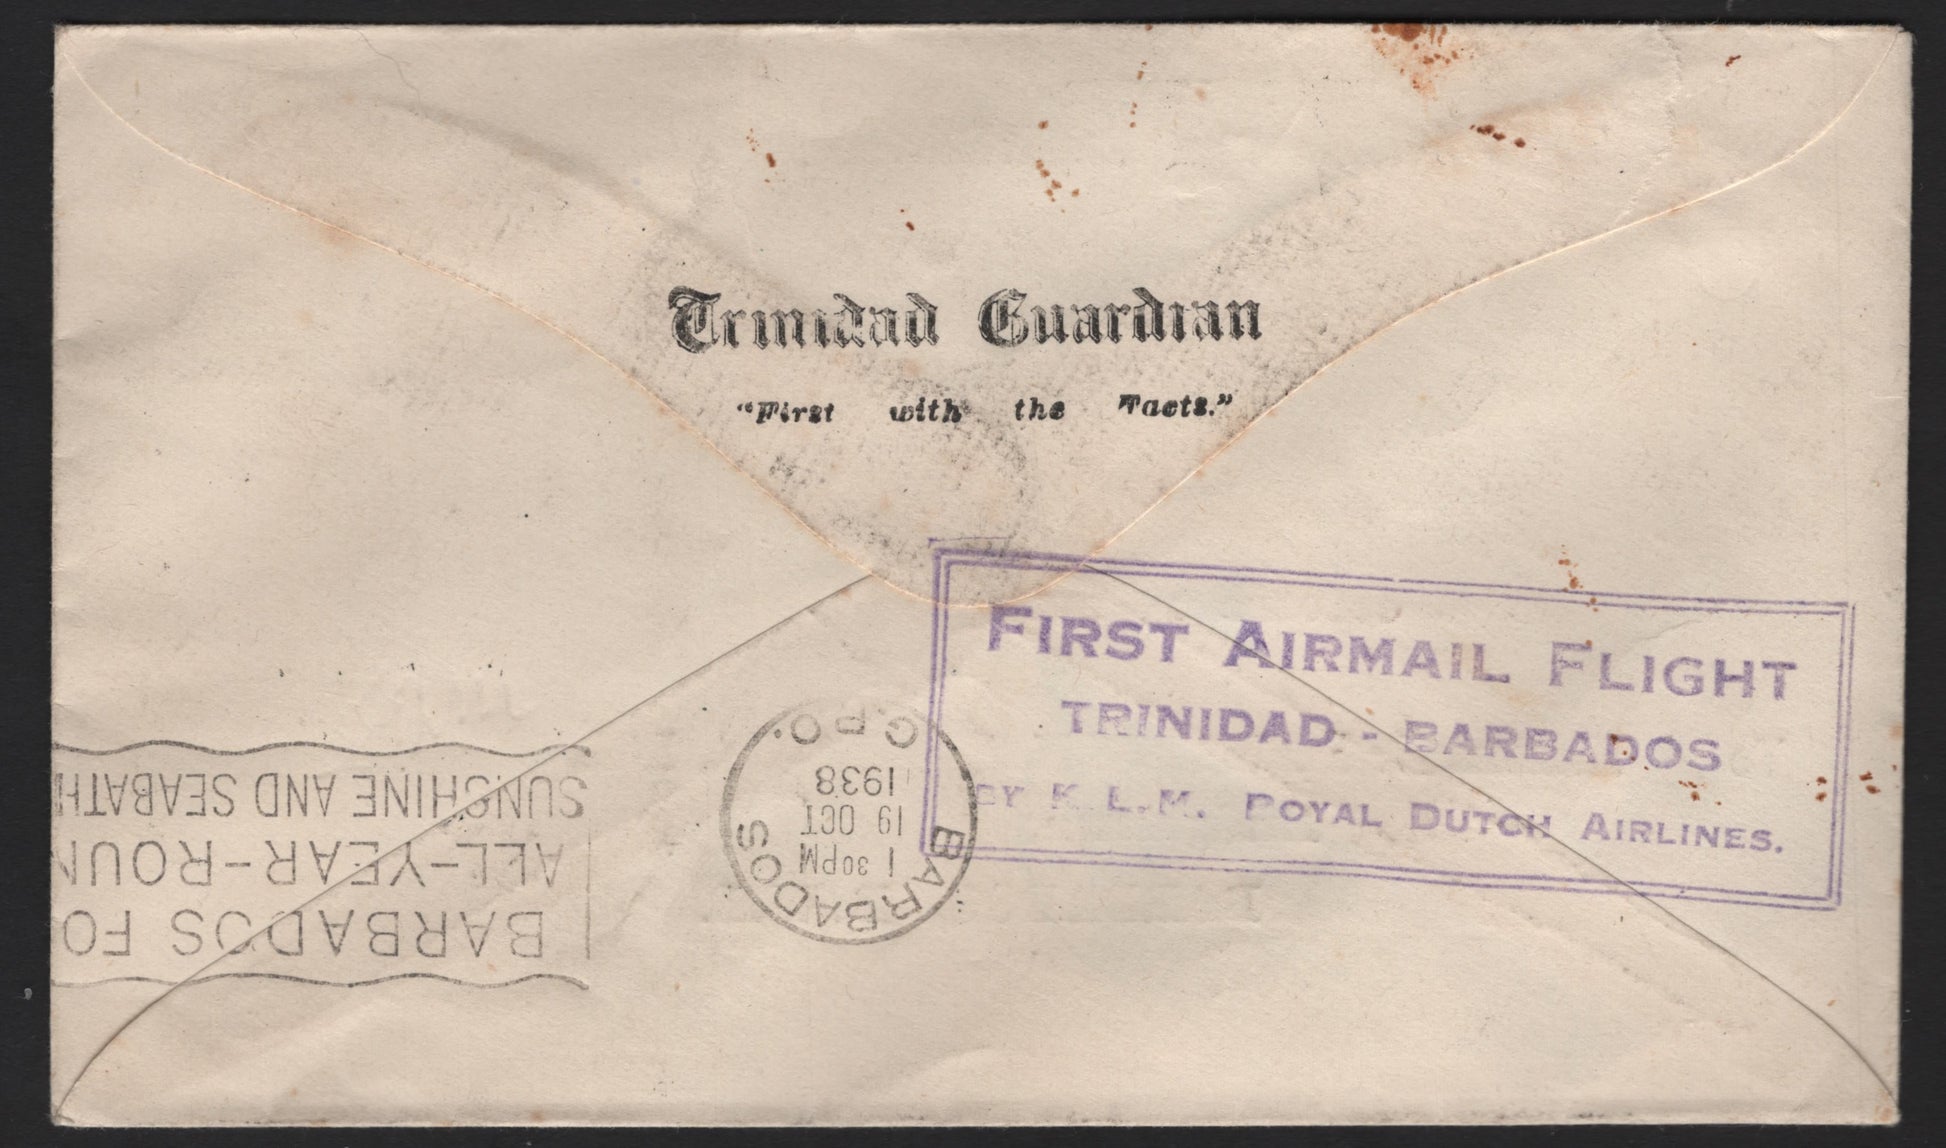 Trinidad Guardian
"First with the Facts."
FIRST AIRMAIL FLIGHT
TRINIDAD - BARBADOS
BY K. L. M. ROYAL DUTCH AIRLINES.
BARBADOS
1 30PM
19 OCT
1938
G.P.O.
BARBADOS FO
ALL-YEAR-ROUN
SUNSHINE AND SEABATH